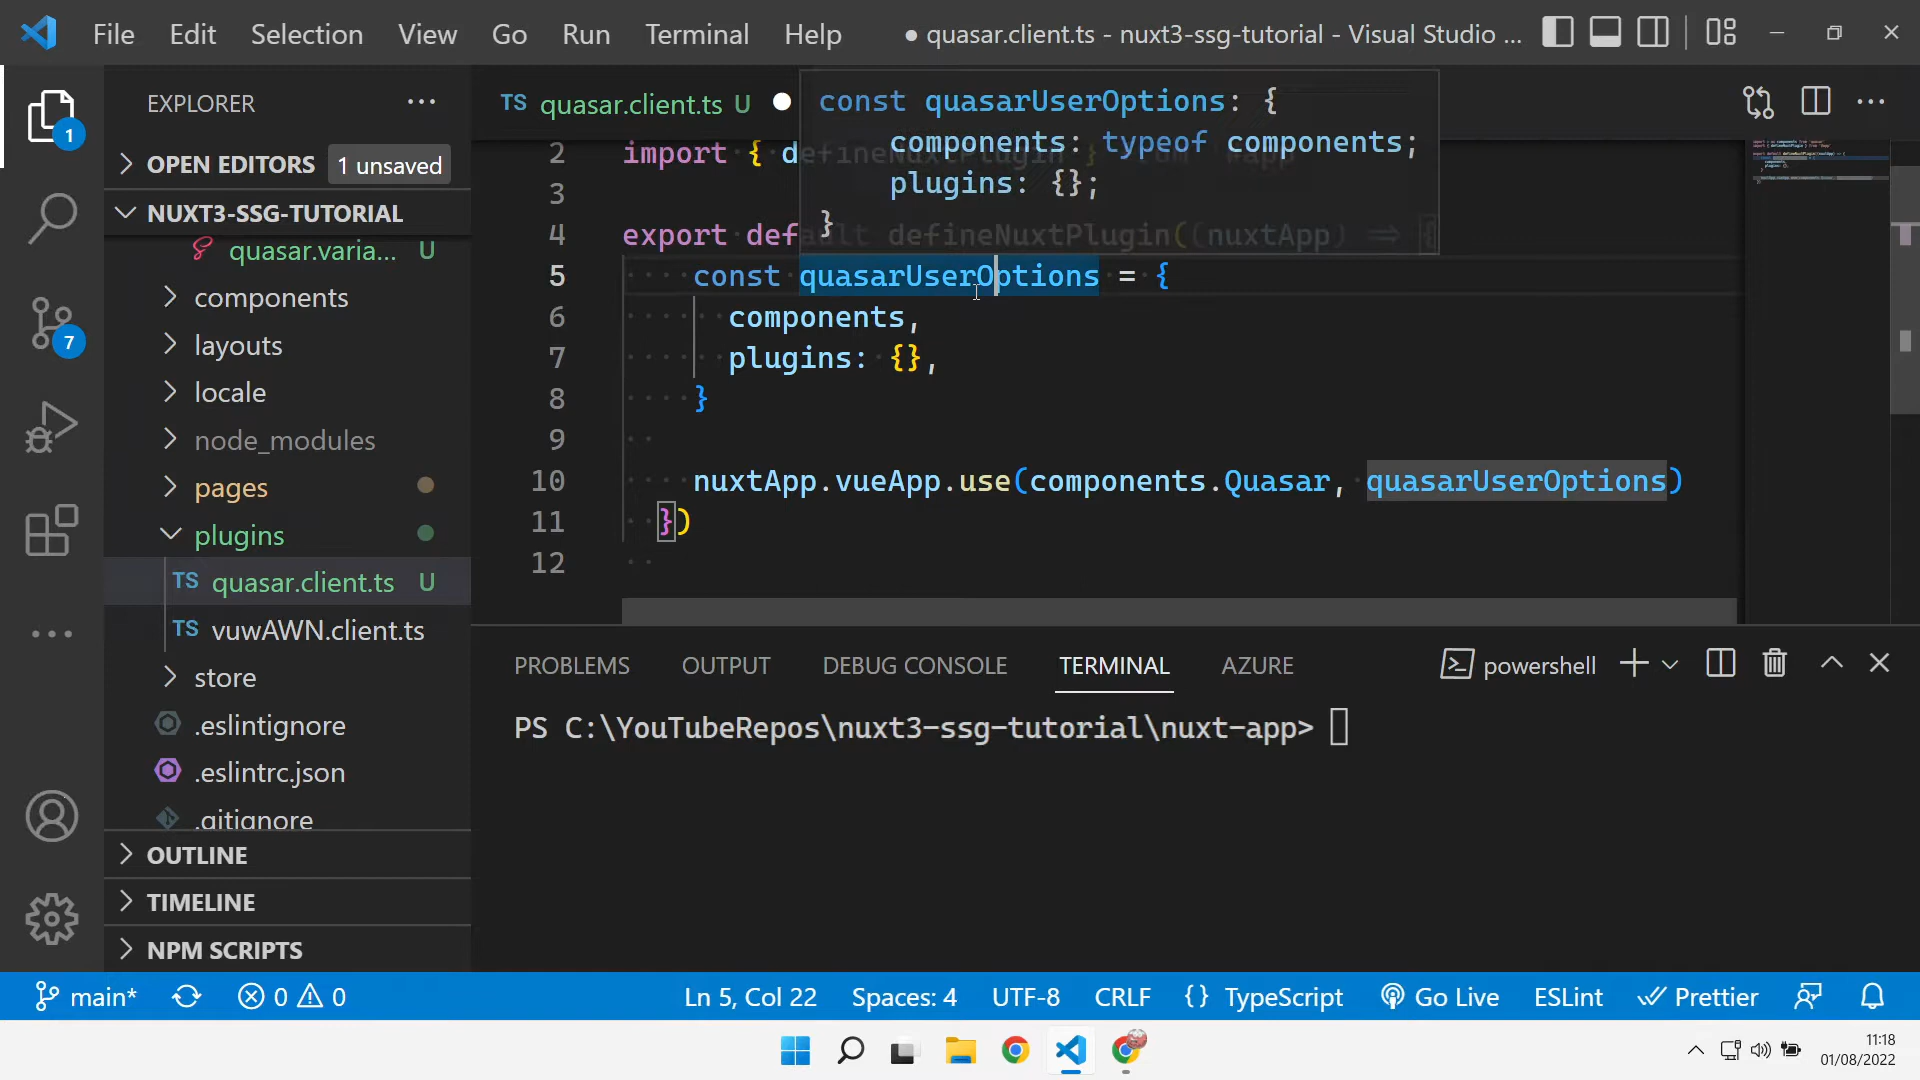 File Edit Selection View Go Run Terminal Help
● quasar.client.ts - nuxt3-ssg-tutorial - Visual Studio ...
EXPLORER
OPEN EDITORS 1 unsaved
NUXT3-SSG-TUTORIAL
quasar.varia... U
components
layouts
locale
node_modules
pages
plugins
TS quasar.client.ts U
TS vuwAWN.client.ts
store
.eslintignore
.eslintrc.json
.gitignore
OUTLINE
TIMELINE
NPM SCRIPTS
1
7
TS quasar.client.ts U
const quasarUserOptions: {
components: typeof components;
plugins: {};
}
2 import { defineNuxtPlugin }
3
4 export default defineNuxtPlugin((nuxtApp) => {
5 const quasarUserOptions = {
6 components,
7 plugins: {},
8 }
9
10 nuxtApp.vueApp.use(components.Quasar, quasarUserOptions)
11 })
12
PROBLEMS OUTPUT DEBUG CONSOLE TERMINAL AZURE
powershell
PS C:\YouTubeRepos\nuxt3-ssg-tutorial\nuxt-app>
main* 0 0 Ln 5, Col 22 Spaces: 4 UTF-8 CRLF {} TypeScript Go Live ESLint Prettier
11:18
01/08/2022